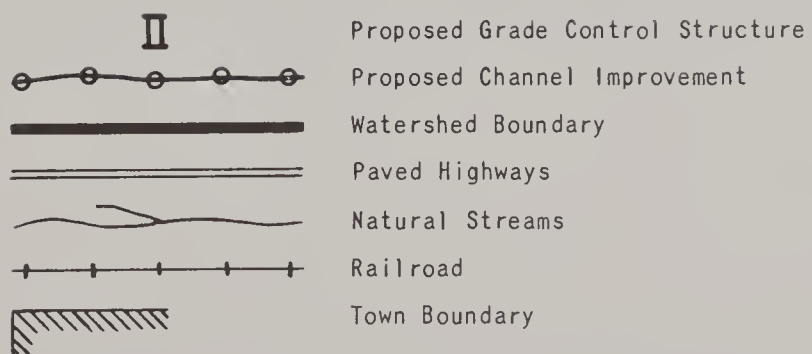 Proposed Grade Control Structure
Proposed Channel Improvement
Watershed Boundary
Paved Highways
Natural Streams
Railroad
Town Boundary